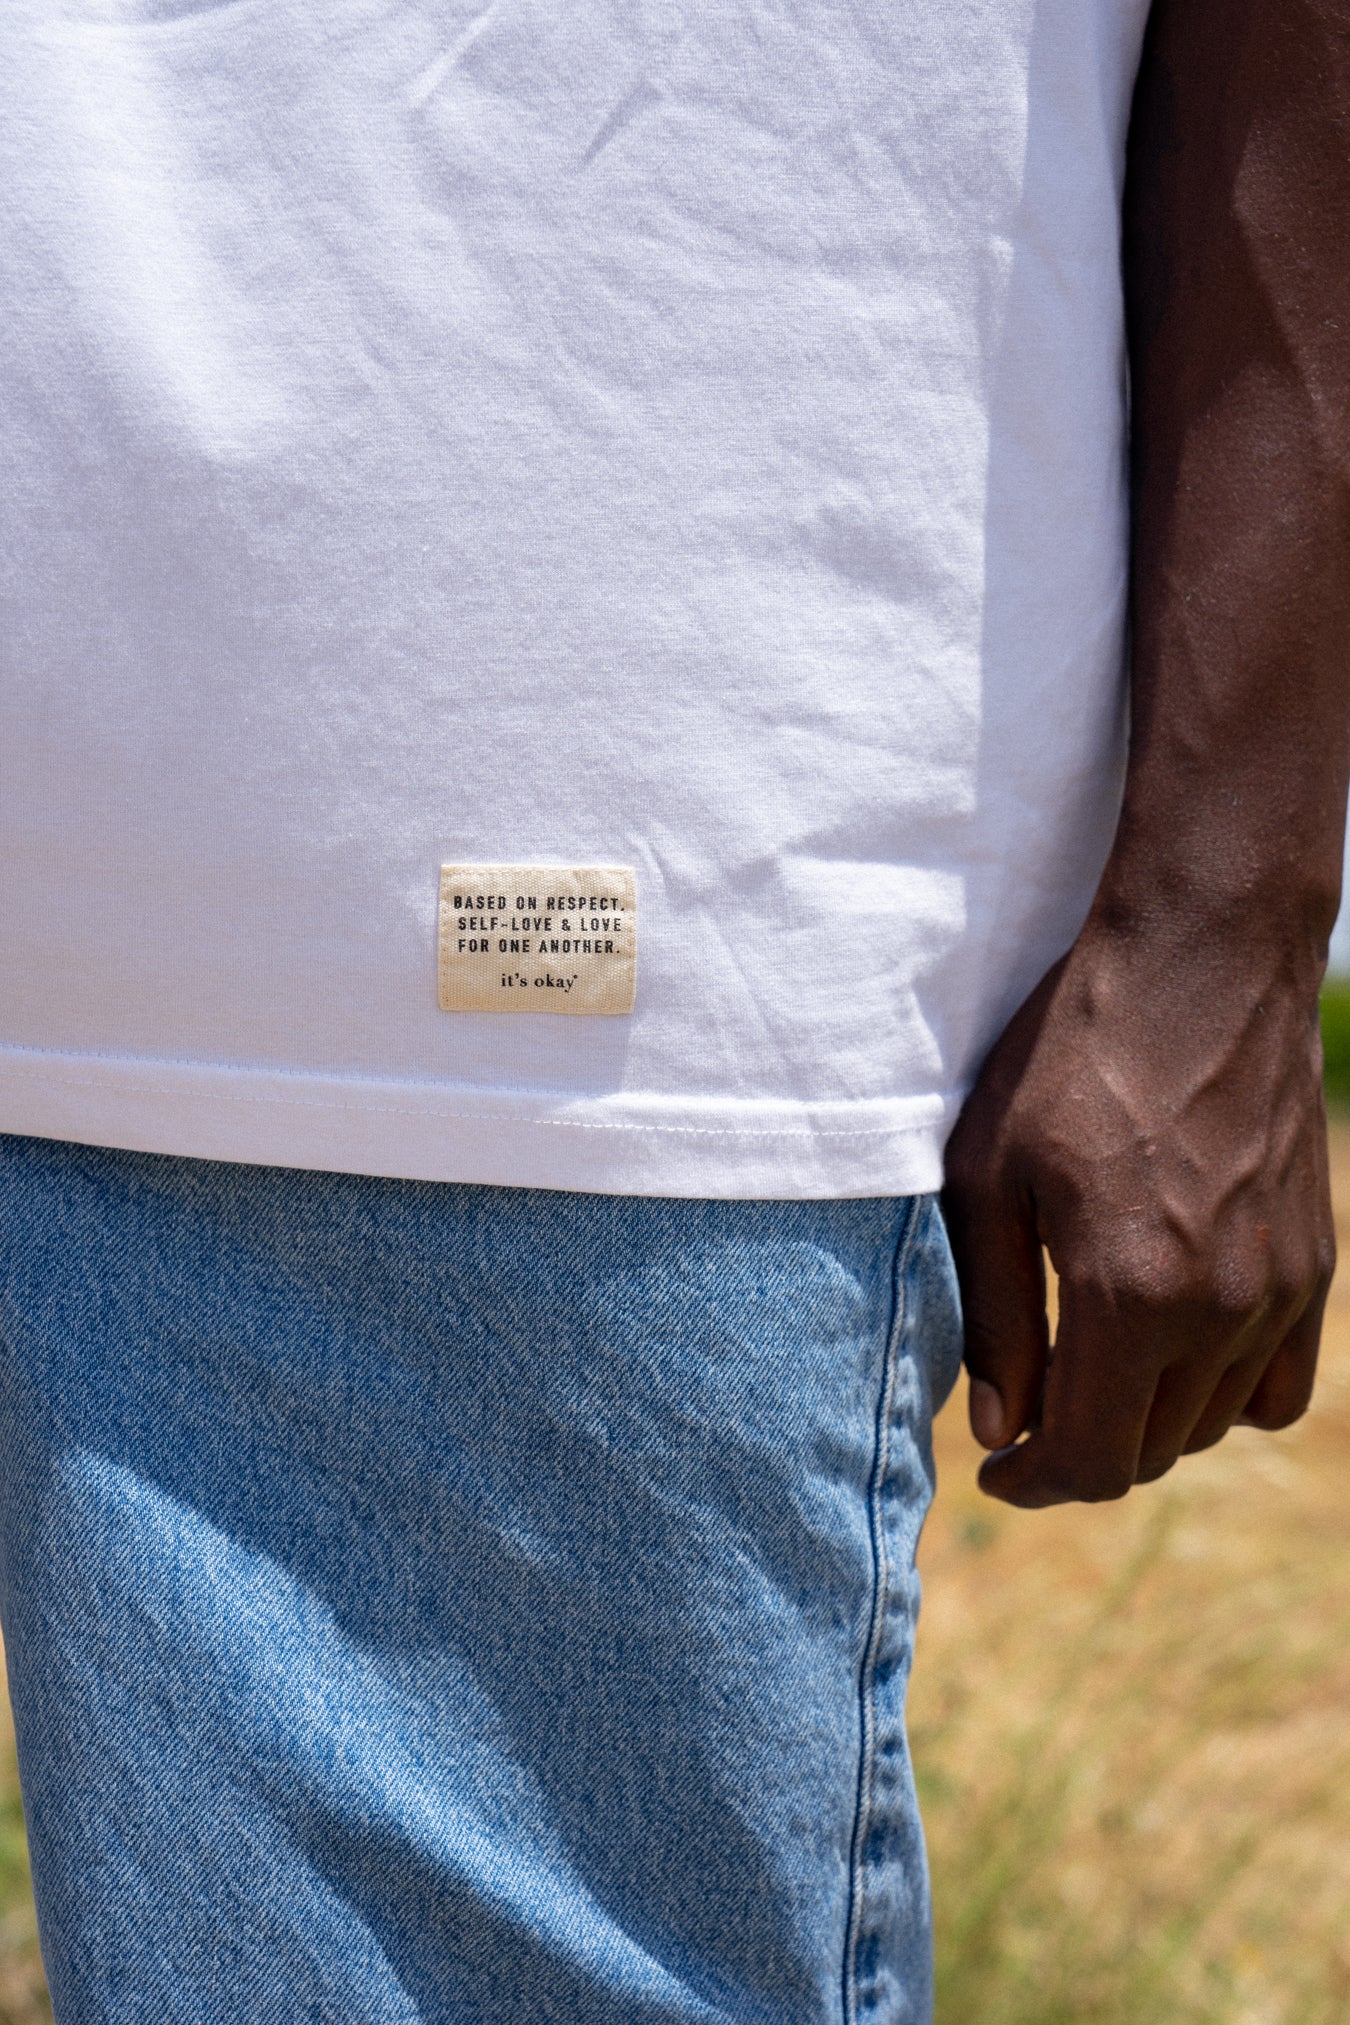 BASED ON RESPECT.
SELF-LOVE & LOVE
FOR ONE ANOTHER.
it's okay*